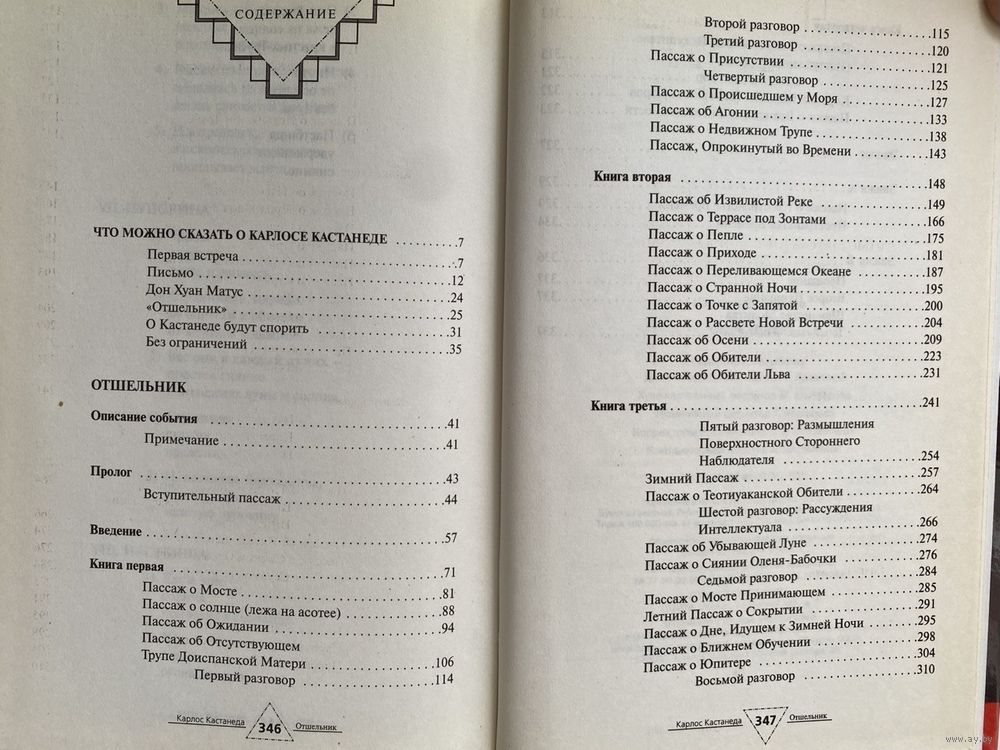 СОДЕРЖАНИЕ
ЧТО МОЖНО СКАЗАТЬ О КАРЛОСЕ КАСТАНЕДЕ ..........7
Первая встреча ..........7
Письмо ..........12
Дон Хуан Матус ..........24
«Отшельник» ..........25
О Кастанеде будут спорить ..........31
Без ограничений ..........35
ОТШЕЛЬНИК
Описание события ..........41
Примечание ..........41
Пролог ..........43
Вступительный пассаж ..........44
Введение ..........57
Книга первая ..........71
Пассаж о Мосте ..........81
Пассаж о солнце (лежа на асотее) ..........88
Пассаж об Ожидании ..........94
Пассаж об Отсутствующем
Трупе Доиспанской Матери ..........106
Первый разговор ..........114
Карлос Кастанеда 346 Отшельник
Второй разговор ..........115
Третий разговор ..........120
Пассаж о Присутствии ..........121
Четвертый разговор ..........125
Пассаж о Происшедшем у Моря ..........127
Пассаж об Агонии ..........133
Пассаж о Недвижном Трупе ..........138
Пассаж, Опрокинутый во Времени ..........143
Книга вторая ..........148
Пассаж об Извилистой Реке ..........149
Пассаж о Террасе под Зонтами ..........166
Пассаж о Пепле ..........175
Пассаж о Приходе ..........181
Пассаж о Переливающемся Океане ..........187
Пассаж о Странной Ночи ..........195
Пассаж о Точке с Запятой ..........200
Пассаж о Рассвете Новой Встречи ..........204
Пассаж об Осени ..........209
Пассаж об Обители ..........223
Пассаж об Обители Льва ..........231
Книга третья ..........241
Пятый разговор: Размышления
Поверхностного Стороннего
Наблюдателя ..........254
Зимний Пассаж ..........257
Пассаж о Теотиуаканской Обители ..........264
Шестой разговор: Рассуждения
Интеллектуала ..........266
Пассаж об Убывающей Луне ..........274
Пассаж о Сиянии Оленя-Бабочки ..........276
Седьмой разговор ..........284
Пассаж о Мосте Принимающем ..........285
Летний Пассаж о Сокрытии ..........291
Пассаж о Дне, Идущем к Зимней Ночи ..........295
Пассаж о Ближнем Обучении ..........298
Пассаж о Юпитере ..........304
Восьмой разговор ..........310
Карлос Кастанеда 347 Отшельник
www.ay.by